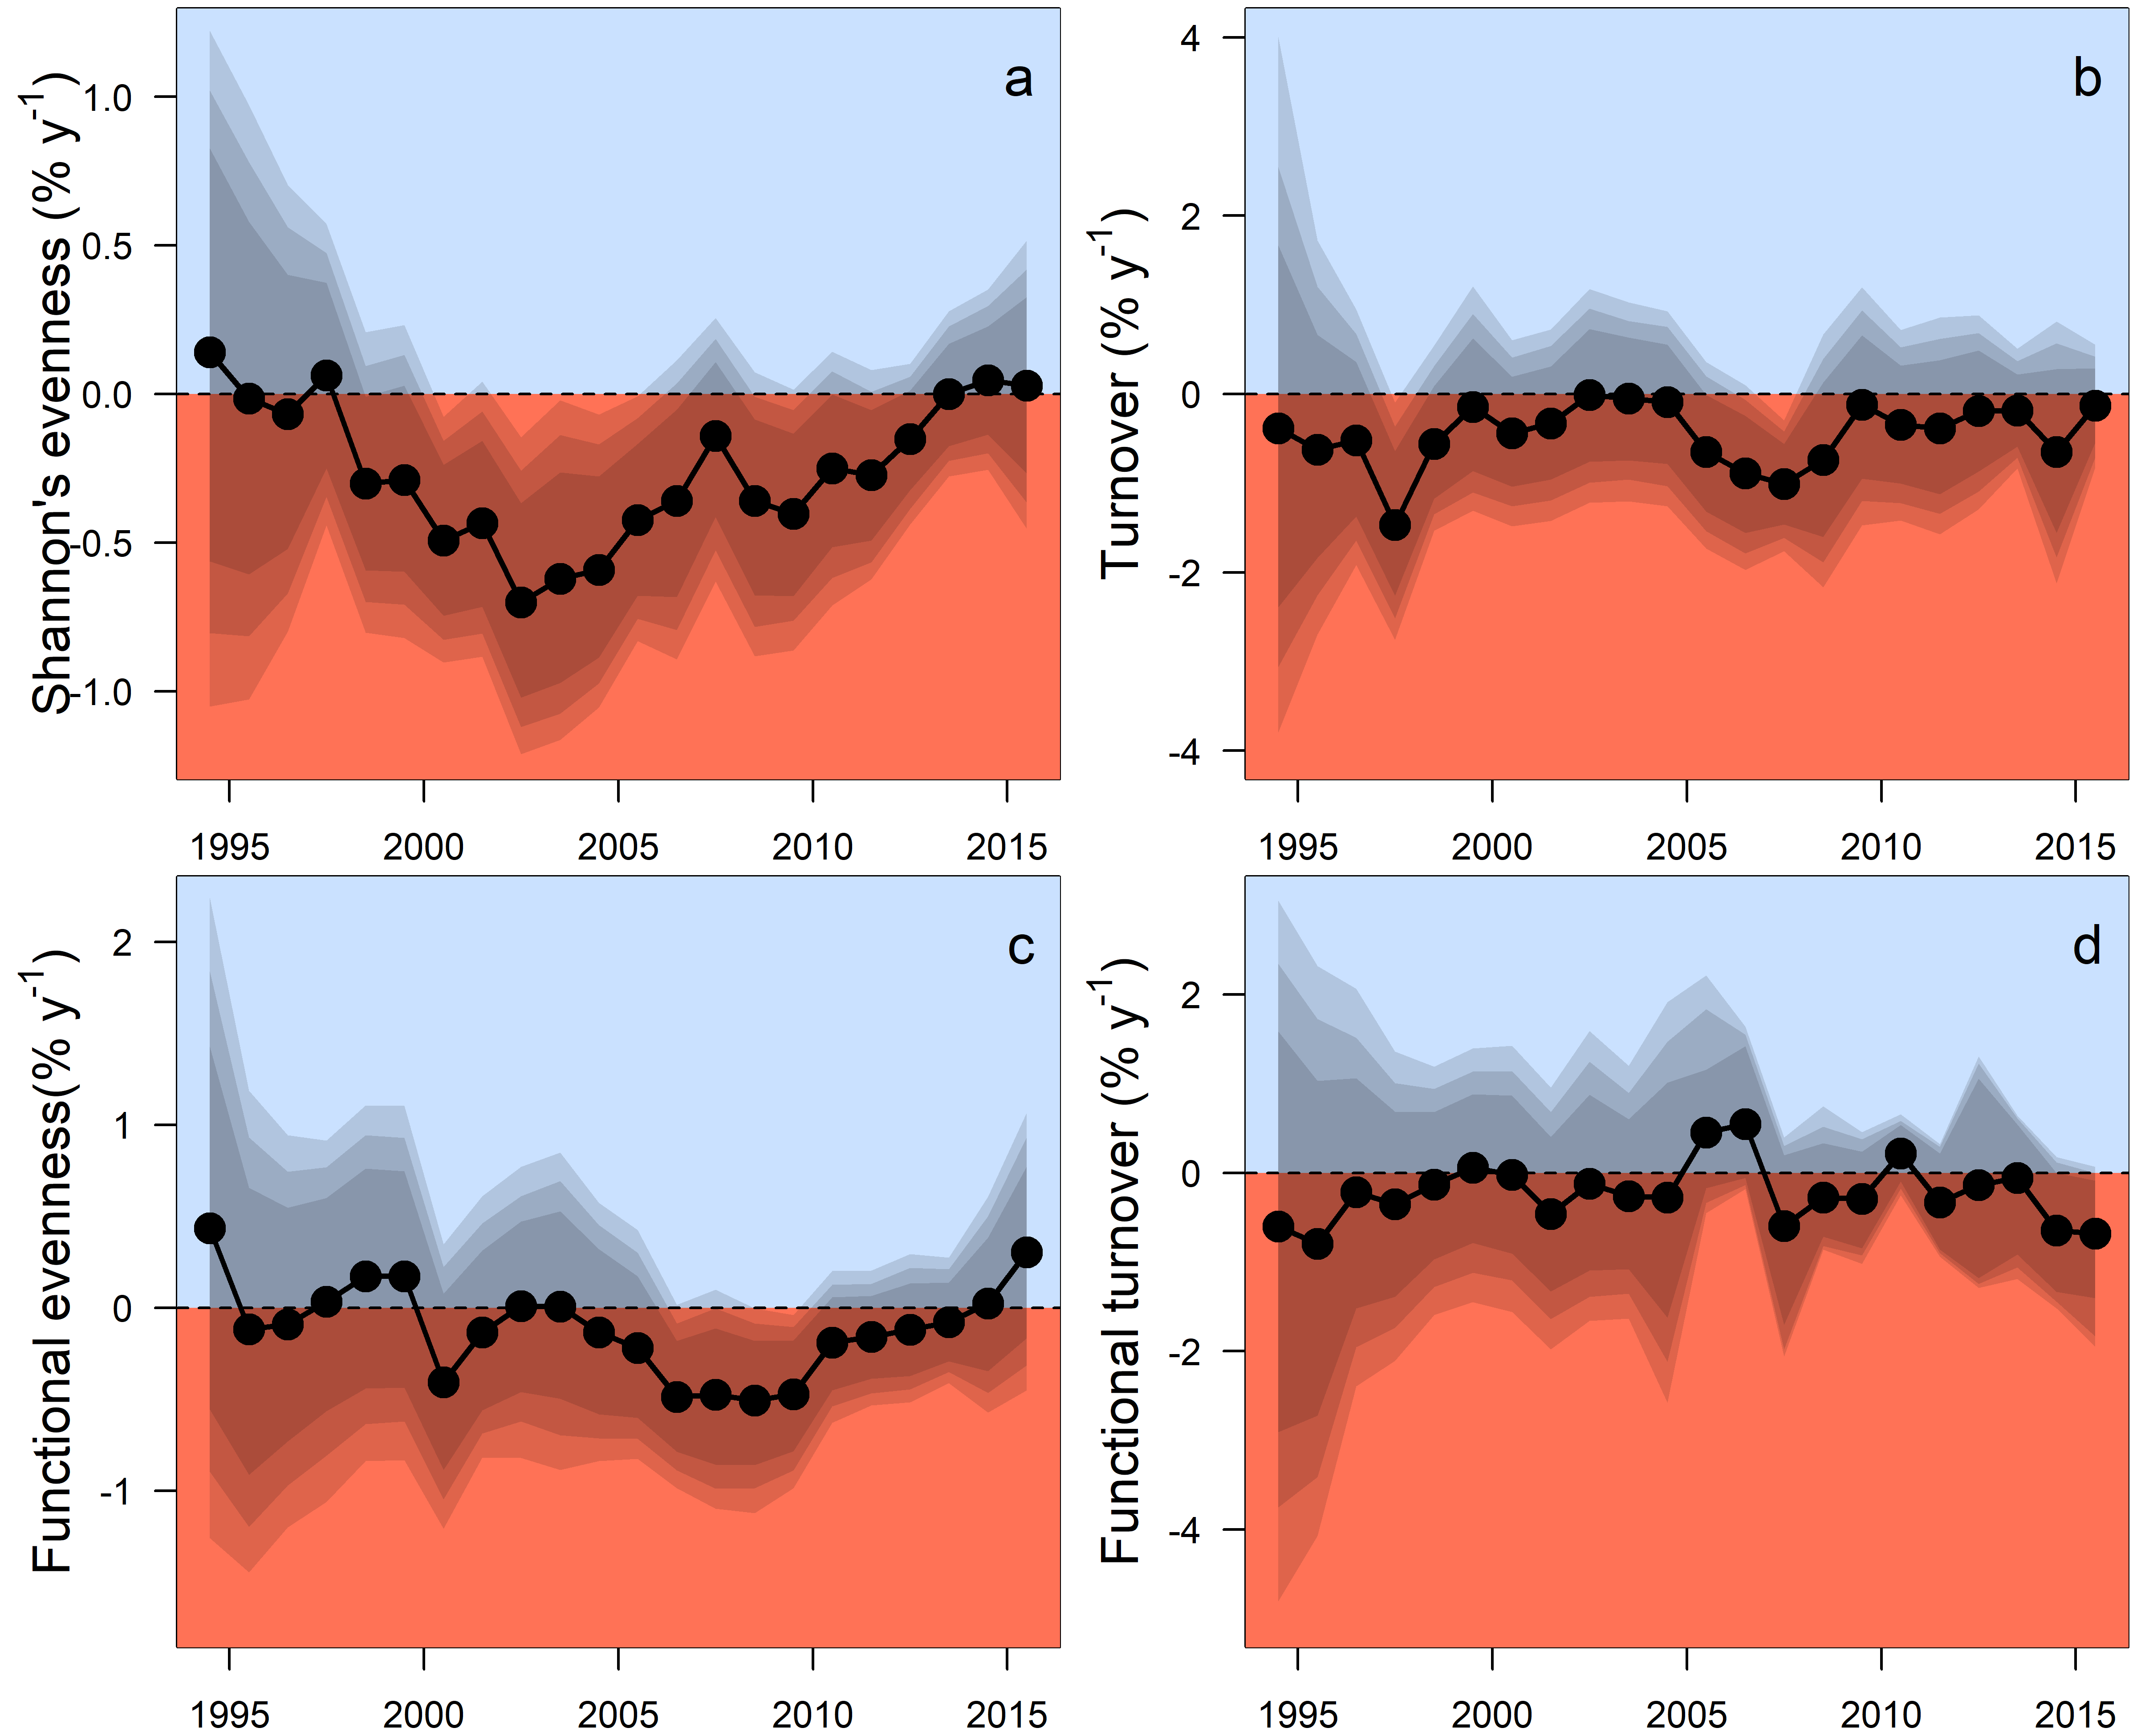 a
Shannon's evenness (% y-1)
1.0
0.5
0.0
-0.5
-1.0
1995 2000 2005 2010 2015
b
Turnover (% y-1)
4
2
0
-2
-4
1995 2000 2005 2010 2015
c
Functional evenness(% y-1)
2
1
0
-1
1995 2000 2005 2010 2015
d
Functional turnover (% y-1)
2
0
-2
-4
1995 2000 2005 2010 2015